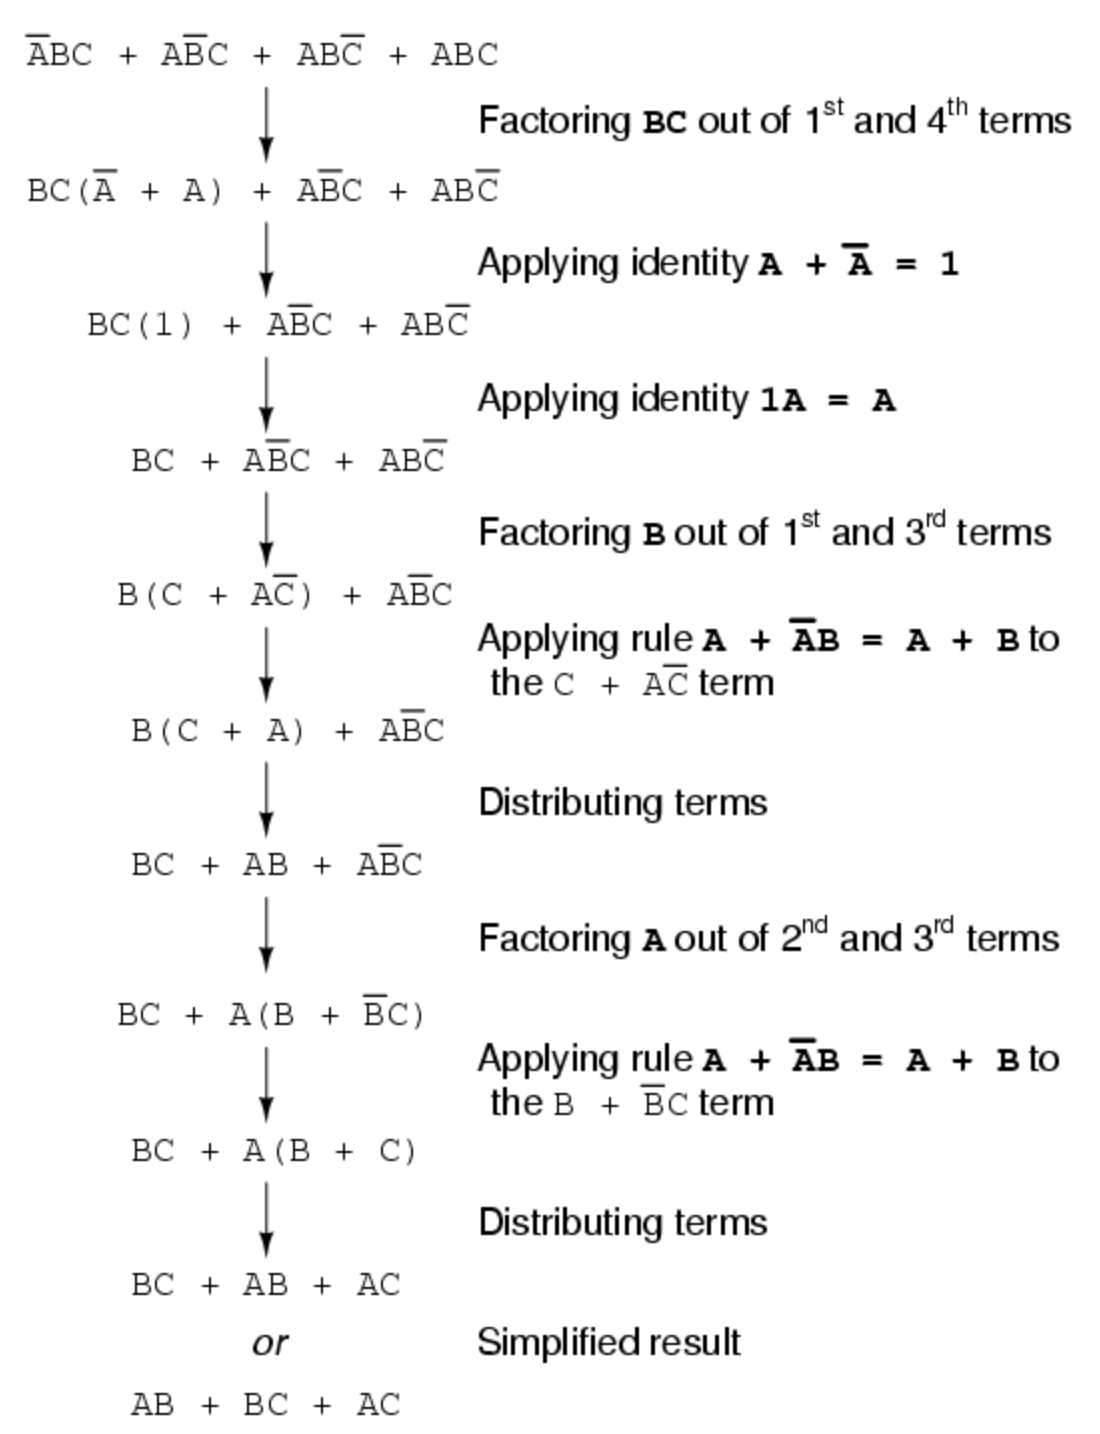 A̅BC + AB̅C + ABC̅ + ABC
Factoring BC out of 1st and 4th terms
BC(A̅ + A) + AB̅C + ABC̅
Applying identity A + A̅ = 1
BC(1) + AB̅C + ABC̅
Applying identity 1A = A
BC + AB̅C + ABC̅
Factoring B out of 1st and 3rd terms
B(C + AC̅) + AB̅C
Applying rule A + A̅B = A + B to
the C + AC̅ term
B(C + A) + AB̅C
Distributing terms
BC + AB + AB̅C
Factoring A out of 2nd and 3rd terms
BC + A(B + B̅C)
Applying rule A + A̅B = A + B to
the B + B̅C term
BC + A(B + C)
Distributing terms
BC + AB + AC
or
Simplified result
AB + BC + AC